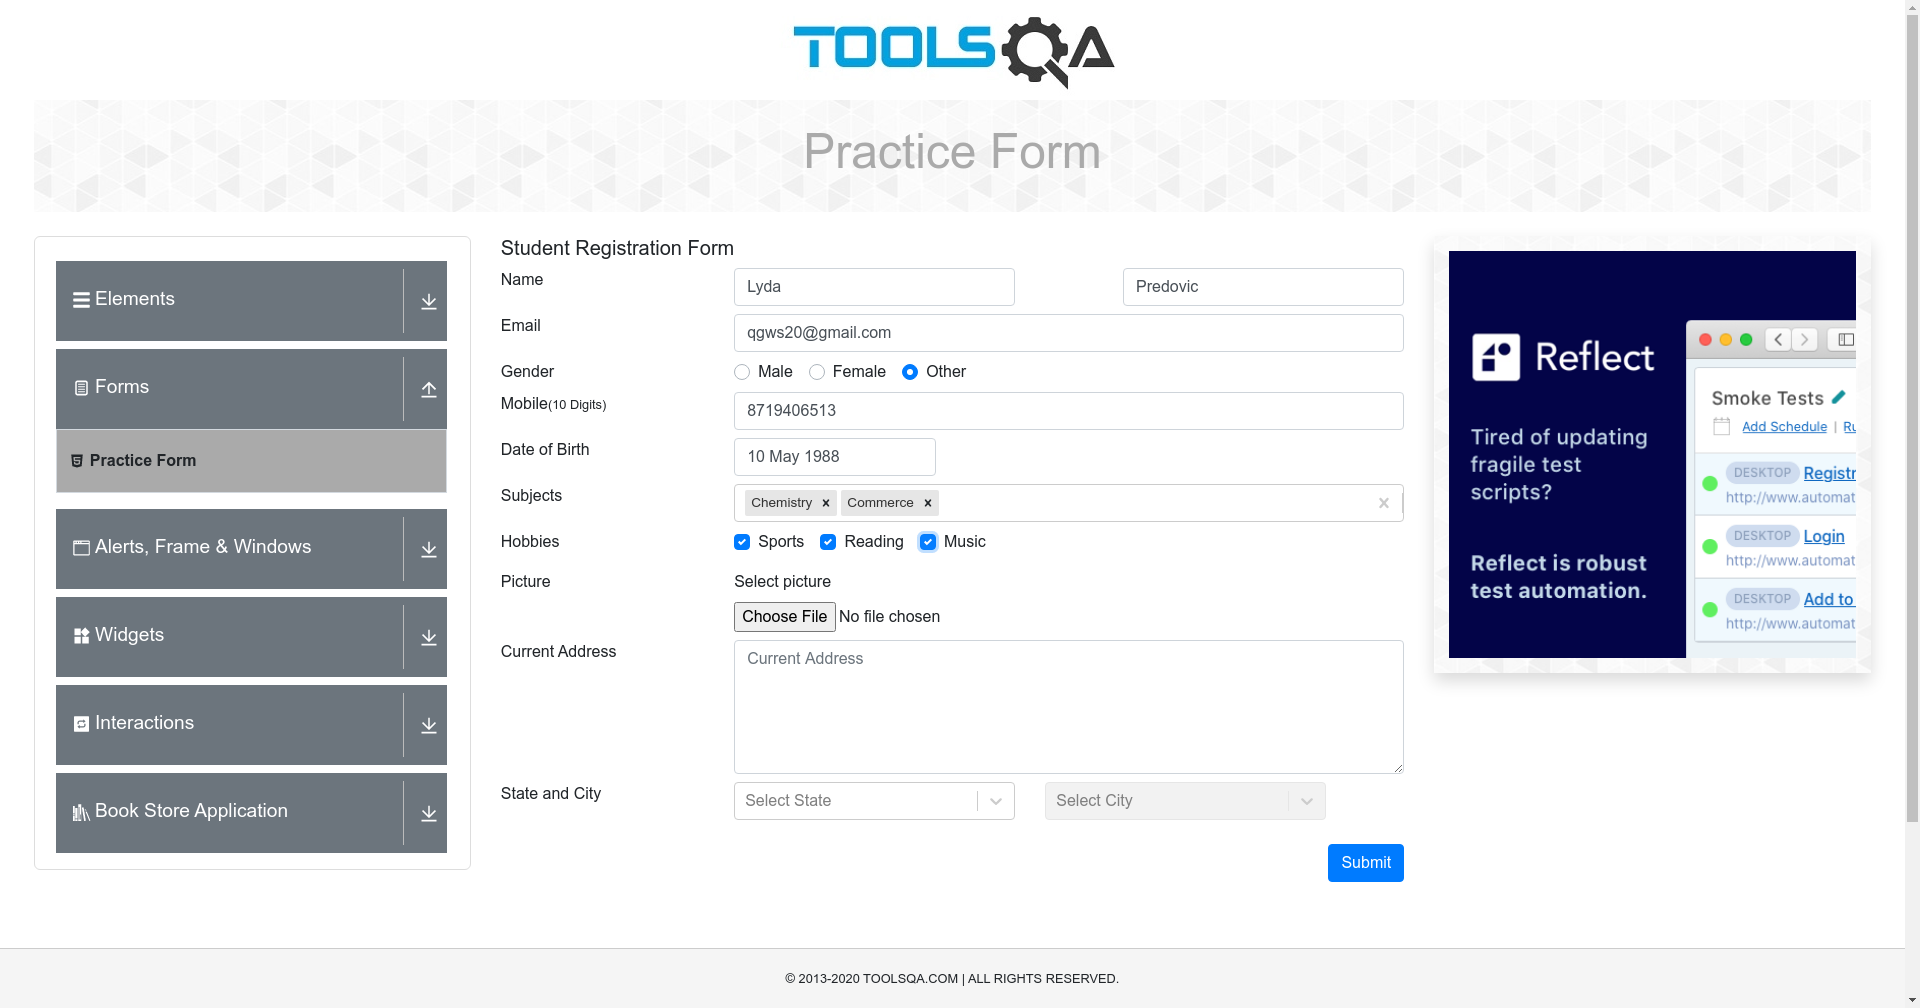 TOOLSQA
Practice Form
Elements
Forms
Practice Form
Alerts, Frame & Windows
Widgets
Interactions
Book Store Application
Student Registration Form
Name
Lyda
Predovic
Email
qgws20@gmail.com
Gender
Male
Female
Other
Mobile(10 Digits)
8719406513
Date of Birth
10 May 1988
Subjects
Chemistry
Commerce
Hobbies
Sports
Reading
Music
Picture
Select picture
Choose File No file chosen
Current Address
Current Address
State and City
Select State
Select City
Submit
Reflect
Tired of updating
fragile test
scripts?
Reflect is robust
test automation.
Smoke Tests
Add Schedule | Ru
DESKTOP Registr
http://www.automat
DESKTOP Login
http://www.automat
DESKTOP Add to
http://www.automat
© 2013-2020 TOOLSQA.COM | ALL RIGHTS RESERVED.